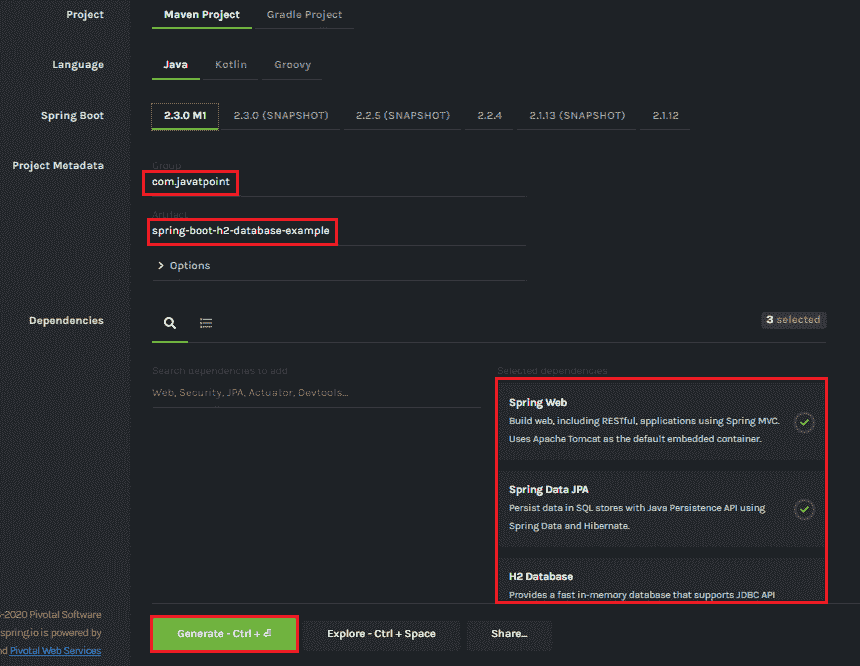 Project
Maven Project Gradle Project
Language
Java Kotlin Groovy
Spring Boot
2.3.0 M1 2.3.0 (SNAPSHOT) 2.2.5 (SNAPSHOT) 2.2.4 2.1.13 (SNAPSHOT) 2.1.12
Project Metadata
Group
com.javatpoint
Artifact
spring-boot-h2-database-example
Options
Dependencies
3 selected
Search dependencies to add
Web, Security, JPA, Actuator, Devtools...
Selected dependencies
Spring Web
Build web, including RESTful, applications using Spring MVC.
Uses Apache Tomcat as the default embedded container.
Spring Data JPA
Persist data in SQL stores with Java Persistence API using
Spring Data and Hibernate.
H2 Database
Provides a fast in-memory database that supports JDBC API
-2020 Pivotal Software
spring.io is powered by
nd Pivotal Web Services
Generate - Ctrl + ⏎
Explore - Ctrl + Space
Share...